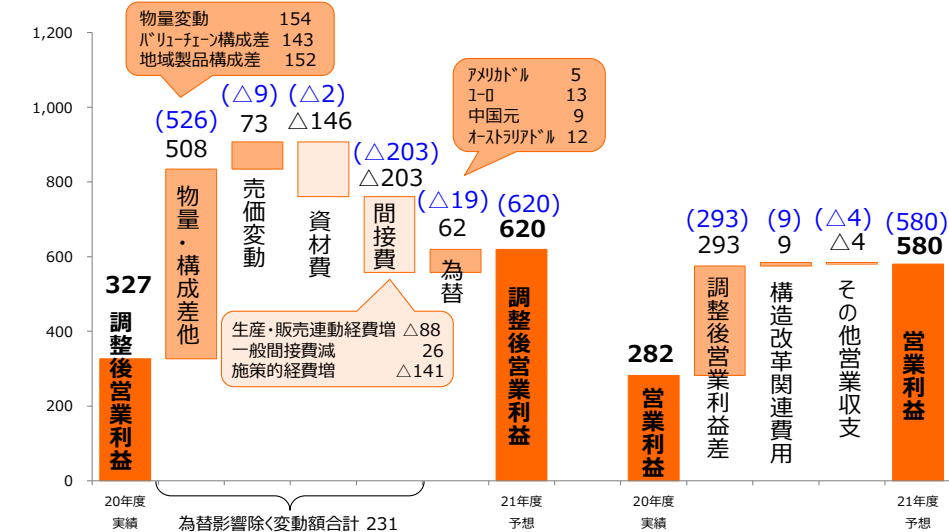 物量変動 154
ﾊﾞﾘｭｰﾁｪｰﾝ構成差 143
地域製品構成差 152
ｱﾒﾘｶﾄﾞﾙ 5
ﾕｰﾛ 13
中国元 9
ｵｰｽﾄﾗﾘｱﾄﾞﾙ 12
1,200
1,000
800
600
400
200
0
327
調整後営業利益
(526)
508
物量・構成差他
(△9)
73
売価変動
(△2)
△146
資材費
(△203)
△203
間接費
(△19)
62
為替
(620)
620
調整後営業利益
生産・販売連動経費増 △88
一般間接費減 26
施策的経費増 △141
282
営業利益
(293)
293
調整後営業利益差
(9)
9
構造改革関連費用
(△4)
△4
その他営業収支
(580)
580
営業利益
20年度
実績
為替影響除く変動額合計 231
21年度
予想
20年度
実績
21年度
予想